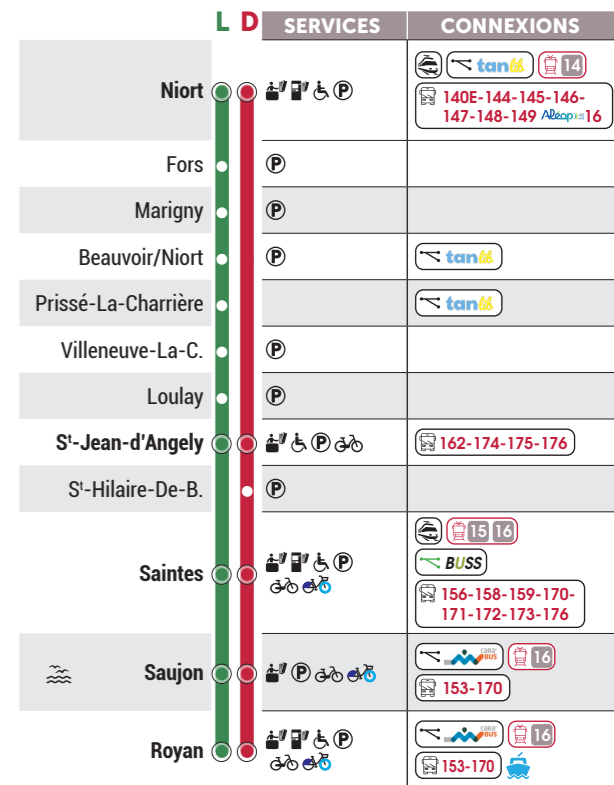 L D SERVICES CONNEXIONS
Niort P tan 14
140E-144-145-146-
147-148-149 Aléop 16
Fors P
Marigny P
Beauvoir/Niort P tan
Prissé-La-Charrière tan
Villeneuve-La-C. P
Loulay P
St-Jean-d'Angely P 162-174-175-176
St-Hilaire-De-B. P
Saintes P 15 16
BUSS
156-158-159-170-
171-172-173-176
Saujon P cara BUS 16
153-170
Royan P cara BUS 16
153-170